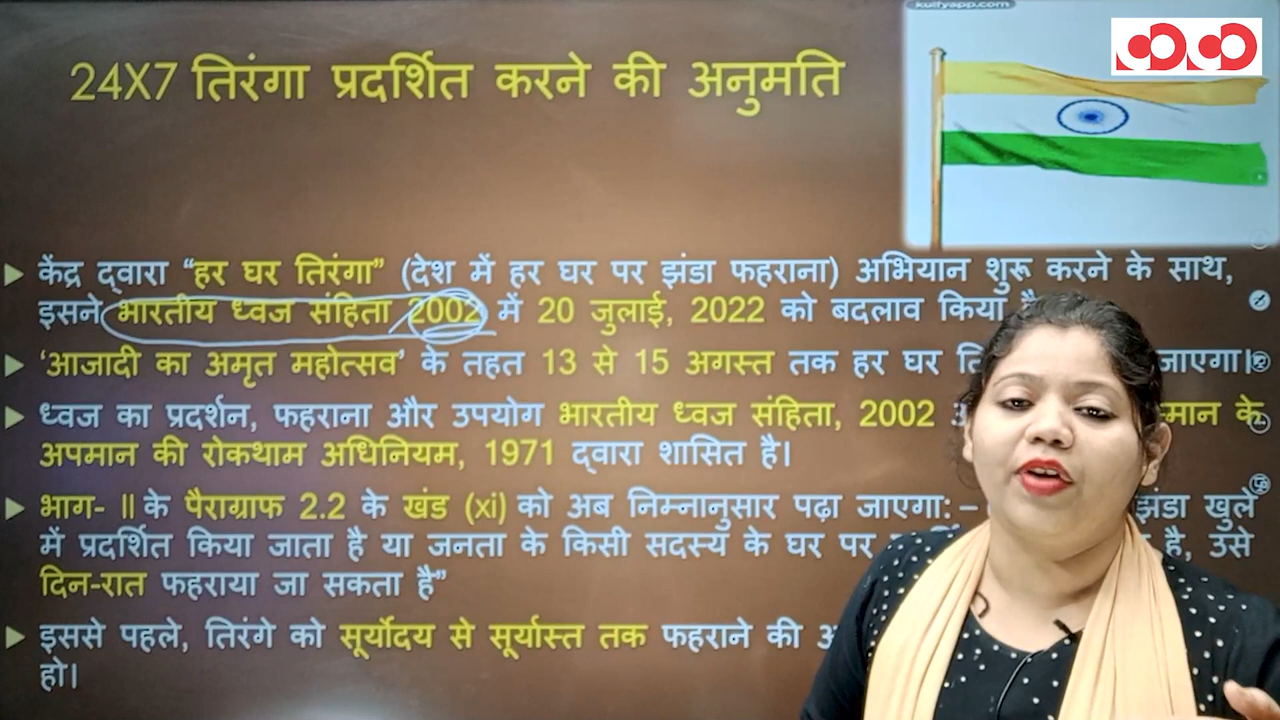 kutyapp.com
24X7 तिरंगा प्रदर्शित करने की अनुमति
केंद्र द्वारा “हर घर तिरंगा” (देश में हर घर पर झंडा फहराना) अभियान शुरू करने के साथ,
इसने भारतीय ध्वज संहिता 2002 में 20 जुलाई, 2022 को बदलाव किया
‘आजादी का अमृत महोत्सव’ के तहत 13 से 15 अगस्त तक हर घर जाएगा।
ध्वज का प्रदर्शन, फहराना और उपयोग भारतीय ध्वज संहिता, 2002 के
अपमान की रोकथाम अधिनियम, 1971 द्वारा शासित है।
भाग- II के पैराग्राफ 2.2 के खंड (xi) को अब निम्नानुसार पढ़ा जाएगा: – झंडा खुले
में प्रदर्शित किया जाता है या जनता के किसी सदस्य के घर पर है, उसे
दिन-रात फहराया जा सकता है”
इससे पहले, तिरंगे को सूर्योदय से सूर्यास्त तक फहराने की
हो।